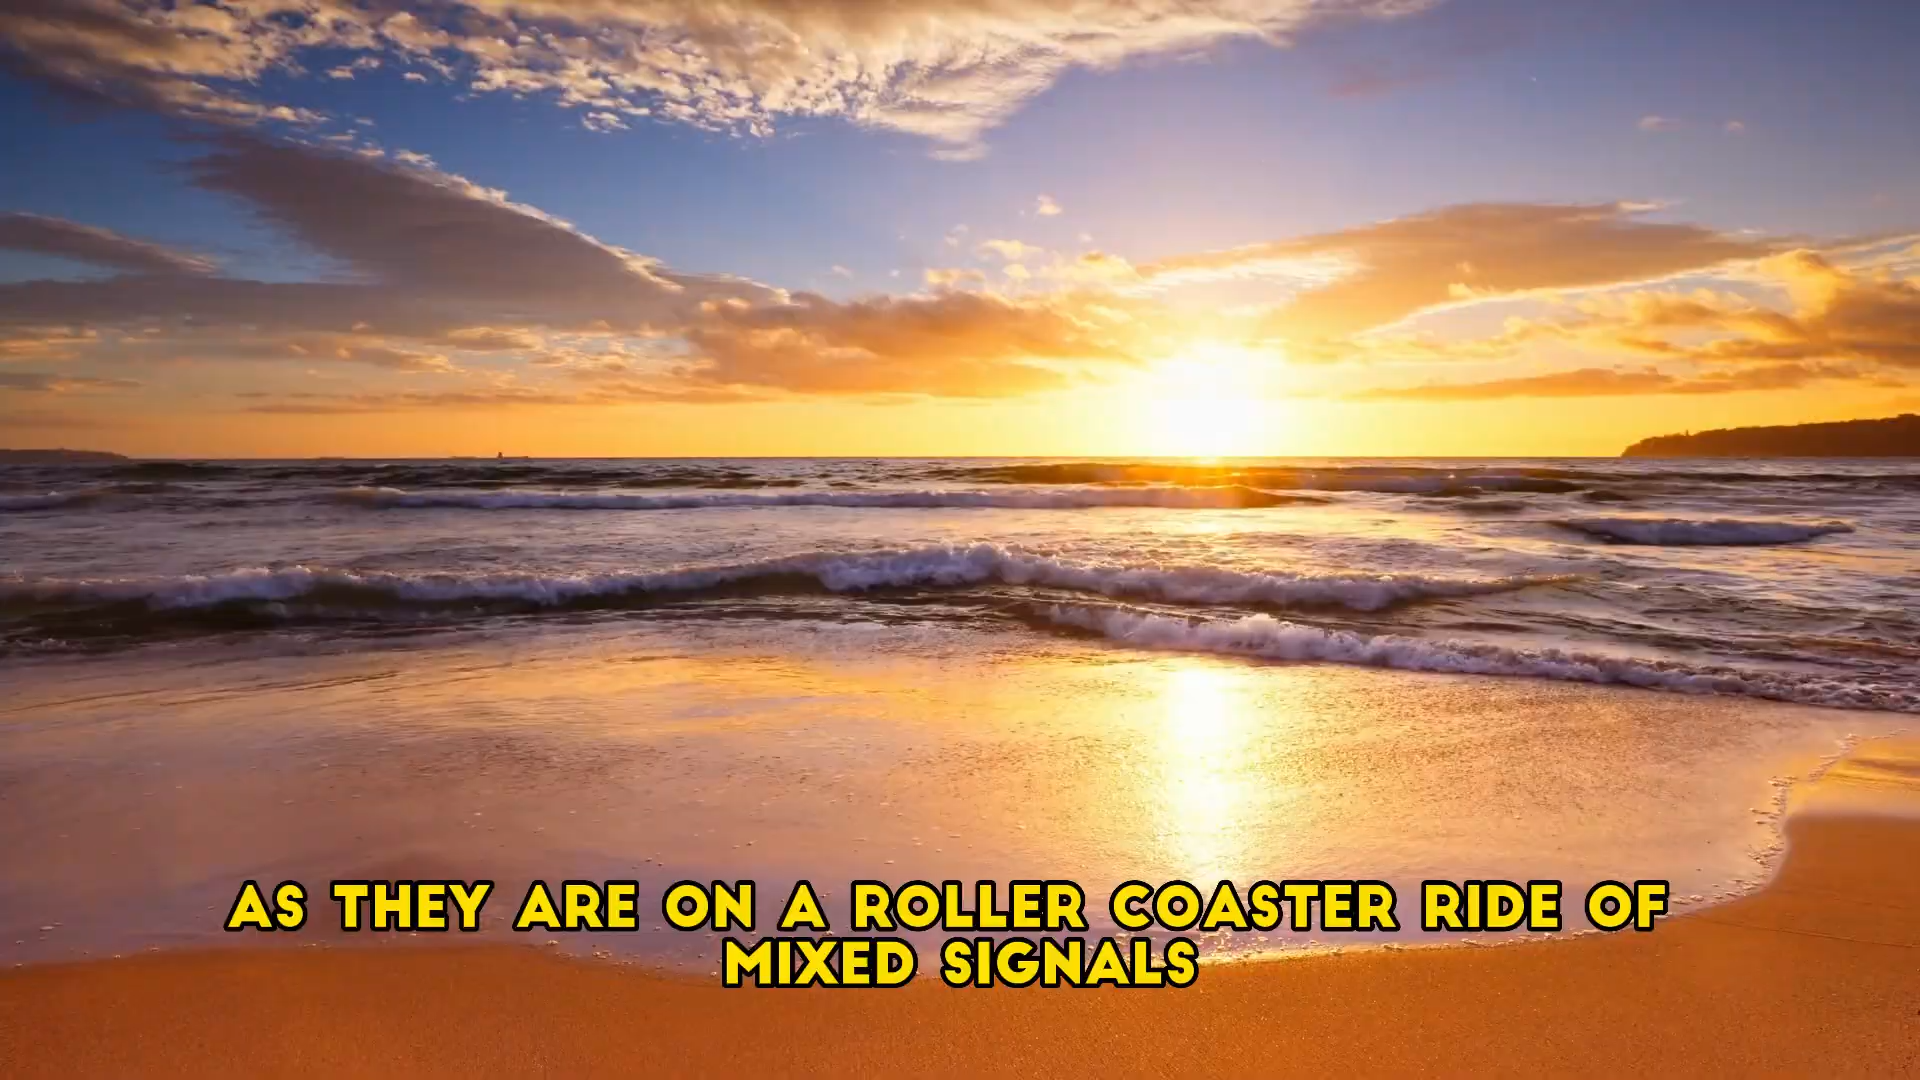 AS THEY ARE ON A ROLLER COASTER RIDE OF
MIXED SIGNALS